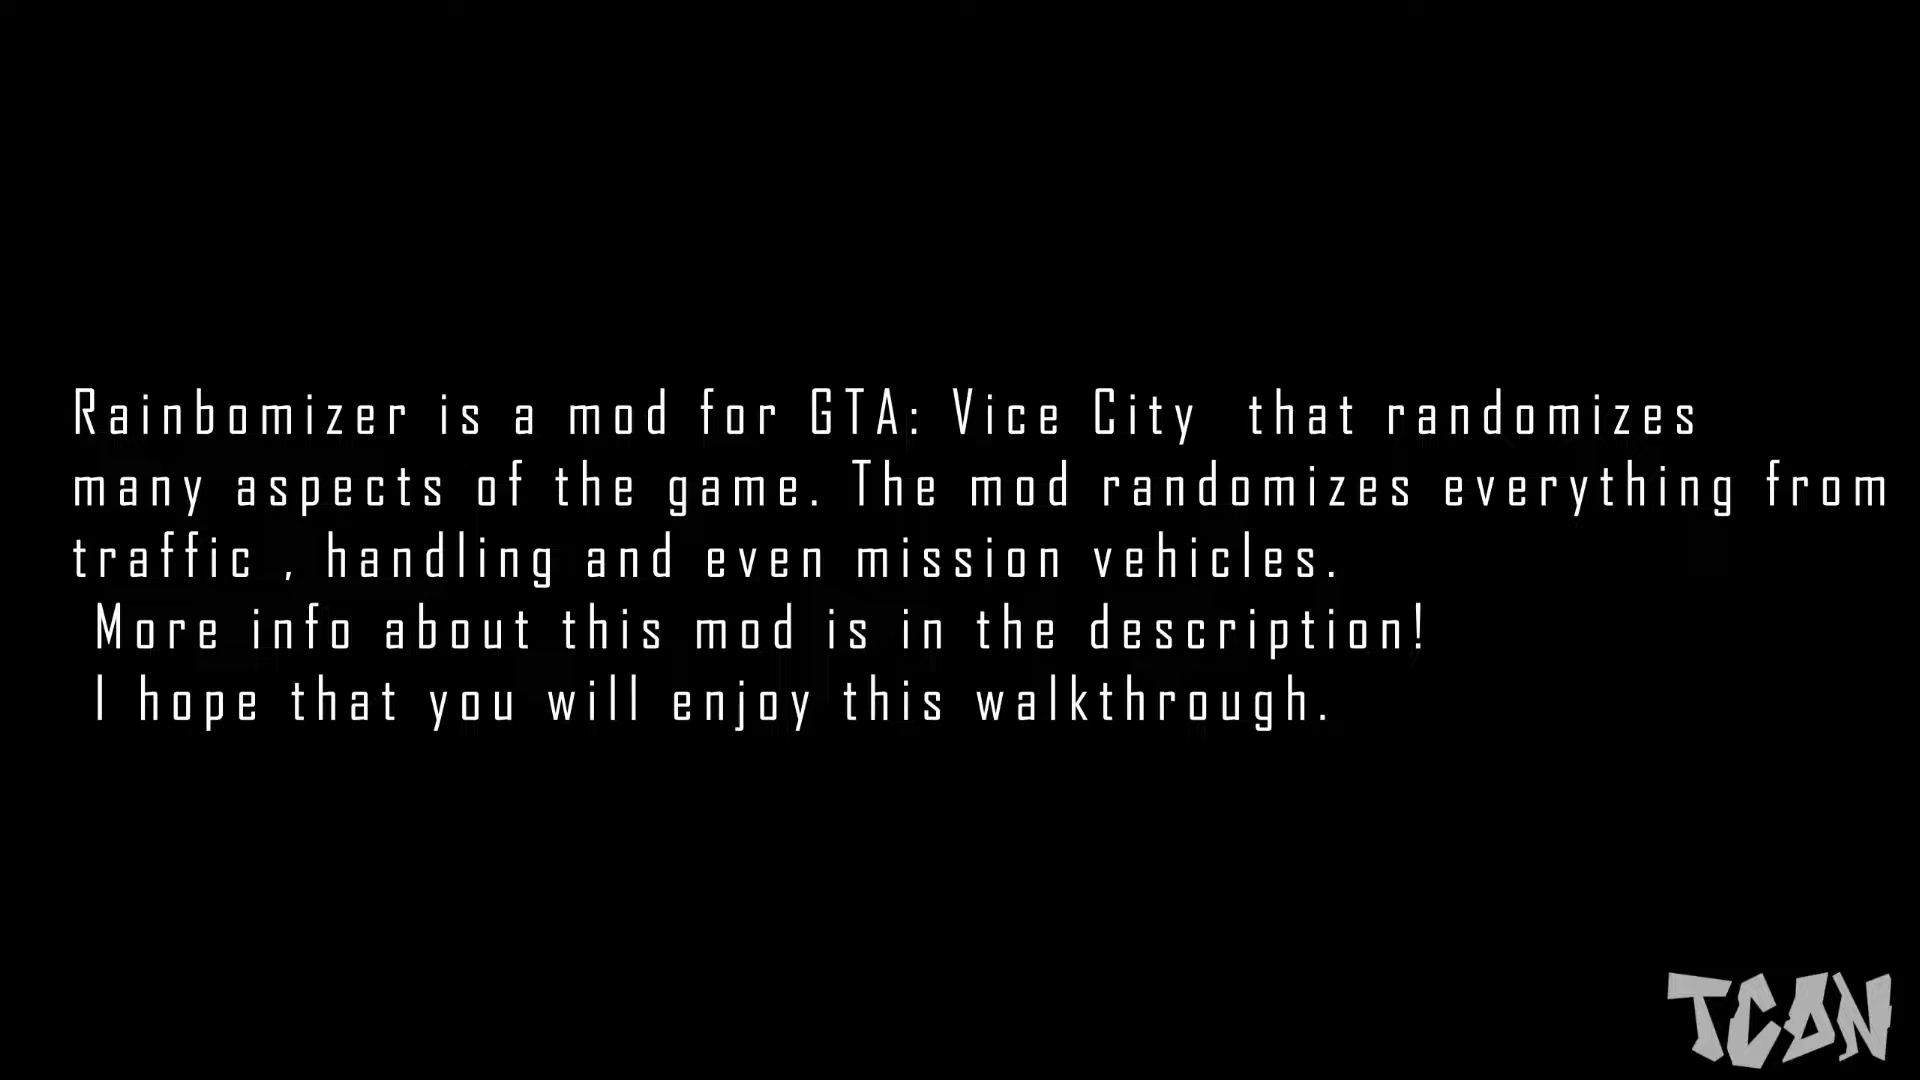 Rainbomizer is a mod for GTA: Vice City  that randomizes
many aspects of the game. The mod randomizes everything from
traffic , handling and even mission vehicles.
More info about this mod is in the description!
I hope that you will enjoy this walkthrough.
TCON